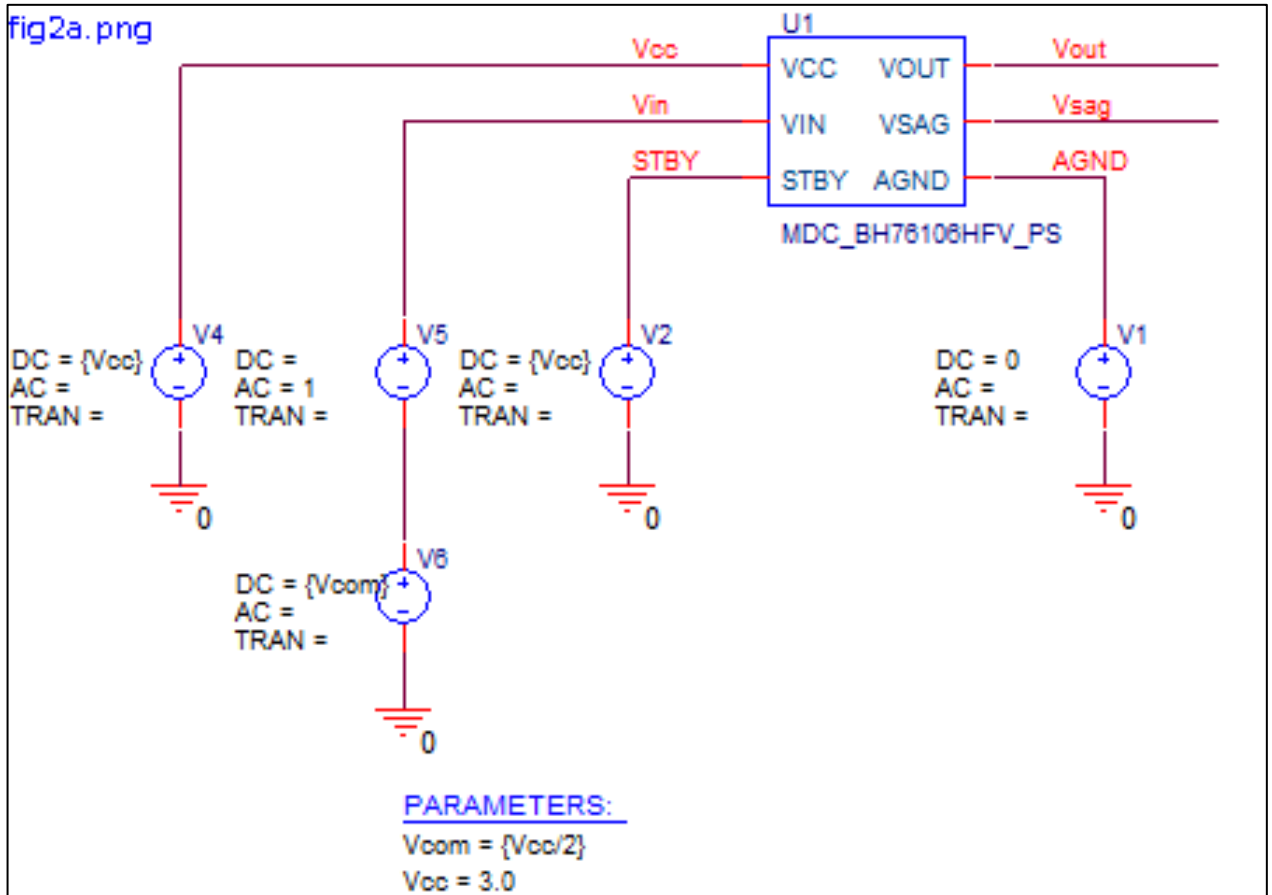 fig2a.png
U1
Vcc
VCC
VOUT
Vout
Vin
VIN
VSAG
Vsag
STBY
STBY
AGND
AGND
MDC_BH76106HFV_PS
V4
DC = {Vcc}
AC =
TRAN =
V5
DC =
AC = 1
TRAN =
V2
DC = {Vcc}
AC =
TRAN =
V1
DC = 0
AC =
TRAN =
0
0
0
V6
DC = {Vcom}
AC =
TRAN =
0
PARAMETERS:
Vcom = {Vcc/2}
Vcc = 3.0